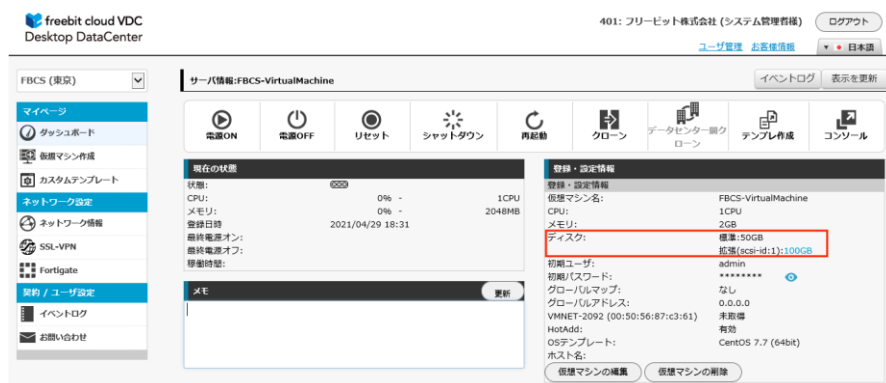 freebit cloud VDC
Desktop DataCenter
401: フリービット株式会社 (システム管理者様)
ログアウト
ユーザ管理 お客様情報
▼ 日本語
FBCS (東京)
サーバ情報:FBCS-VirtualMachine
イベントログ 表示を更新
マイページ
ダッシュボード
仮想マシン作成
カスタムテンプレート
ネットワーク設定
ネットワーク情報
SSL-VPN
Fortigate
契約 / ユーザ設定
イベントログ
お問い合わせ
電源ON
電源OFF
リセット
シャットダウン
再起動
クローン
データセンター間ク
ローン
テンプレ作成
コンソール
現在の状態
状態:
CPU: 0% - 1CPU
メモリ: 0% - 2048MB
登録日時 2021/04/29 18:31
最終電源オン:
最終電源オフ:
稼働時間:
メモ
更新
登録・設定情報
登録・設定情報
仮想マシン名: FBCS-VirtualMachine
CPU: 1CPU
メモリ: 2GB
ディスク: 標準:50GB
拡張(scsi-id:1):100GB
初期ユーザ: admin
初期パスワード: ********
グローバルマップ: なし
グローバルアドレス: 0.0.0.0
VMNET-2092 (00:50:56:87:c3:61) 未取得
HotAdd: 有効
OSテンプレート: CentOS 7.7 (64bit)
ホスト名:
仮想マシンの編集 仮想マシンの削除